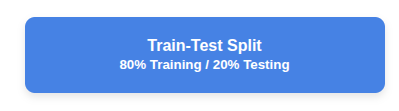 Train-Test Split
80% Training / 20% Testing